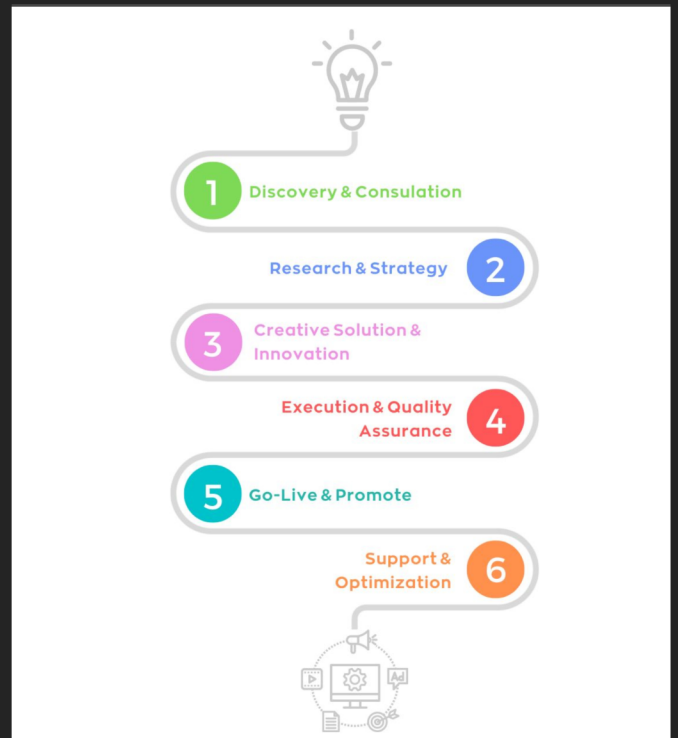 1
Discovery & Consulation
Research & Strategy
2
3
Creative Solution &
Innovation
Execution & Quality
Assurance
4
5
Go-Live & Promote
Support &
Optimization
6
Ad